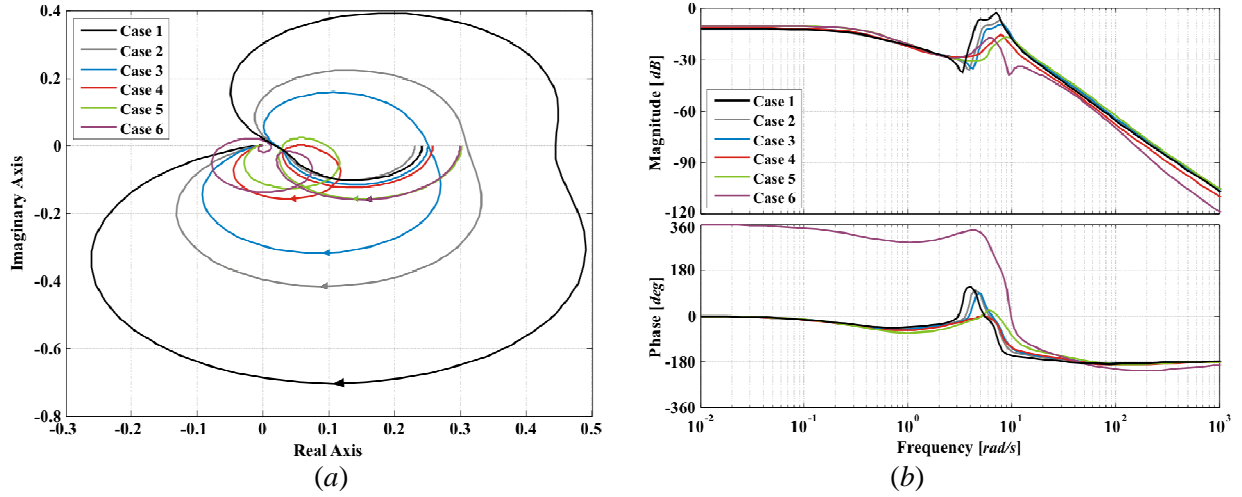 0.4
0.2
0
-0.2
-0.4
-0.6
-0.8
-0.3
-0.2
-0.1
0
0.1
0.2
0.3
0.4
0.5
Imaginary Axis
Real Axis
Case 1
Case 2
Case 3
Case 4
Case 5
Case 6
(a)
0
-30
-60
-90
-120
Magnitude [dB]
Case 1
Case 2
Case 3
Case 4
Case 5
Case 6
360
180
0
-180
-360
Phase [deg]
10^-2
10^-1
10^0
10^1
10^2
10^3
Frequency [rad/s]
(b)